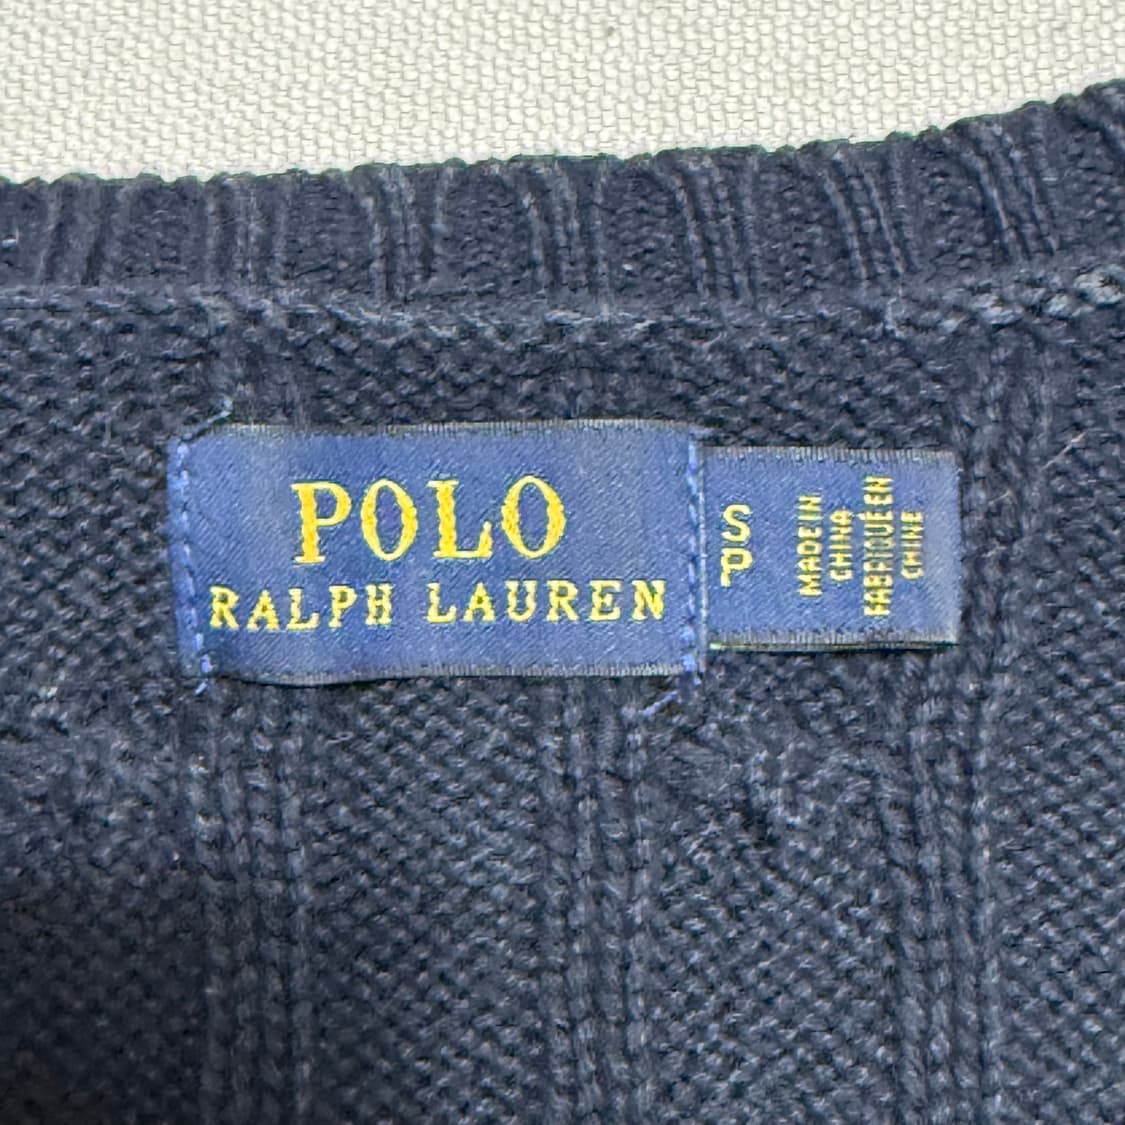 POLO
RALPH LAUREN
S
P
MADE IN
CHINA
FABRIQUÉ EN
CHINE